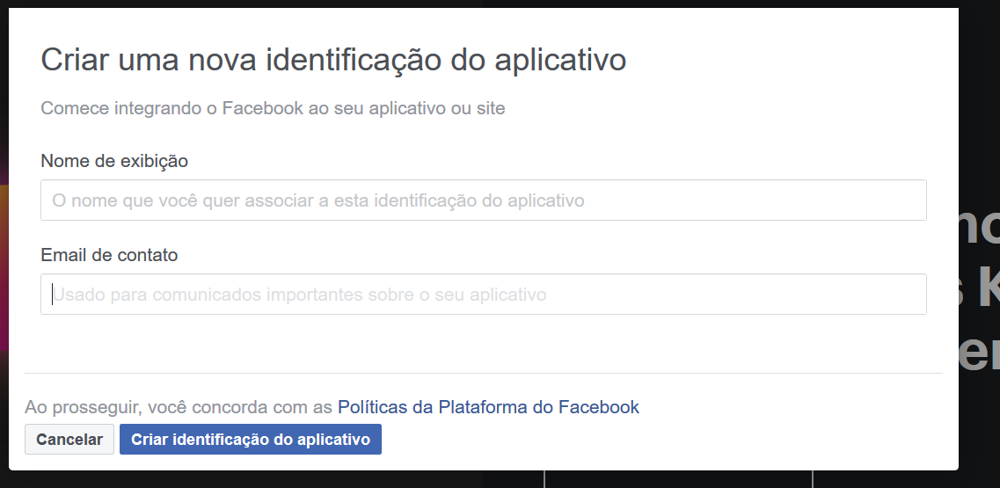 Criar uma nova identificação do aplicativo
Comece integrando o Facebook ao seu aplicativo ou site
Nome de exibição
O nome que você quer associar a esta identificação do aplicativo
Email de contato
Usado para comunicados importantes sobre o seu aplicativo
Ao prosseguir, você concorda com as Políticas da Plataforma do Facebook
Cancelar Criar identificação do aplicativo